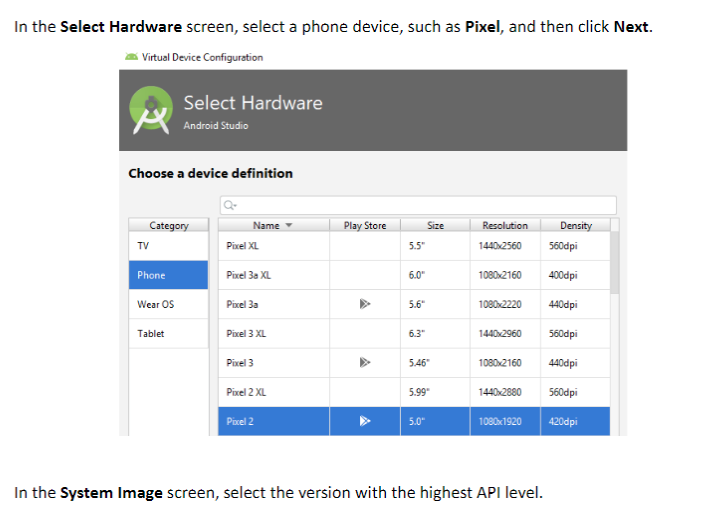 In the Select Hardware screen, select a phone device, such as Pixel, and then click Next.
Virtual Device Configuration
Select Hardware
Android Studio
Choose a device definition
Category Name Play Store Size Resolution Density
TV Pixel XL 5.5" 1440x2560 560dpi
Phone Pixel 3a XL 6.0" 1080x2160 400dpi
Wear OS Pixel 3a 5.6" 1080x2220 440dpi
Tablet Pixel 3 XL 6.3" 1440x2960 560dpi
Pixel 3 5.46" 1080x2160 440dpi
Pixel 2 XL 5.99" 1440x2880 560dpi
Pixel 2 5.0" 1080x1920 420dpi
In the System Image screen, select the version with the highest API level.